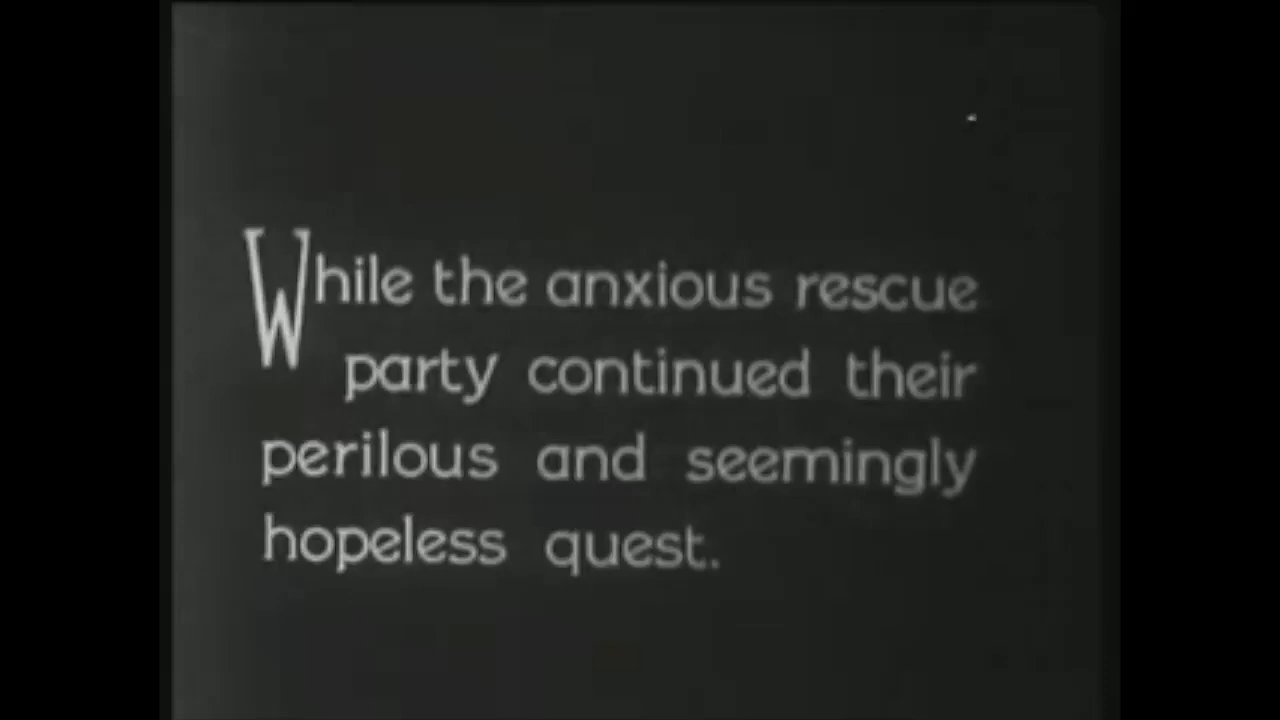 While the anxious rescue
party continued their
perilous and seemingly
hopeless quest.